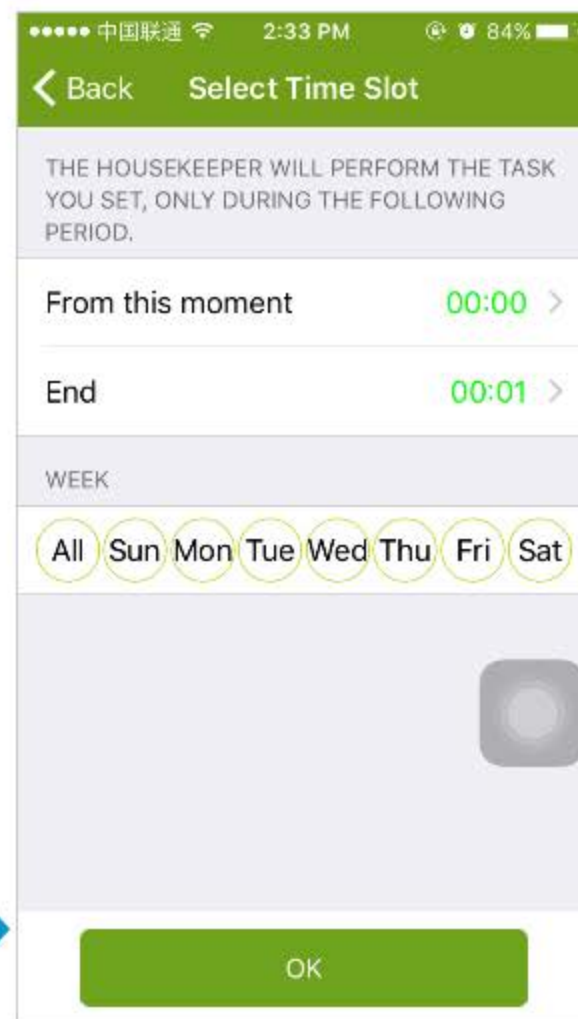 中国联通 2:33 PM 84%
Back Select Time Slot
THE HOUSEKEEPER WILL PERFORM THE TASK
YOU SET, ONLY DURING THE FOLLOWING
PERIOD.
From this moment 00:00
End 00:01
WEEK
All Sun Mon Tue Wed Thu Fri Sat
OK